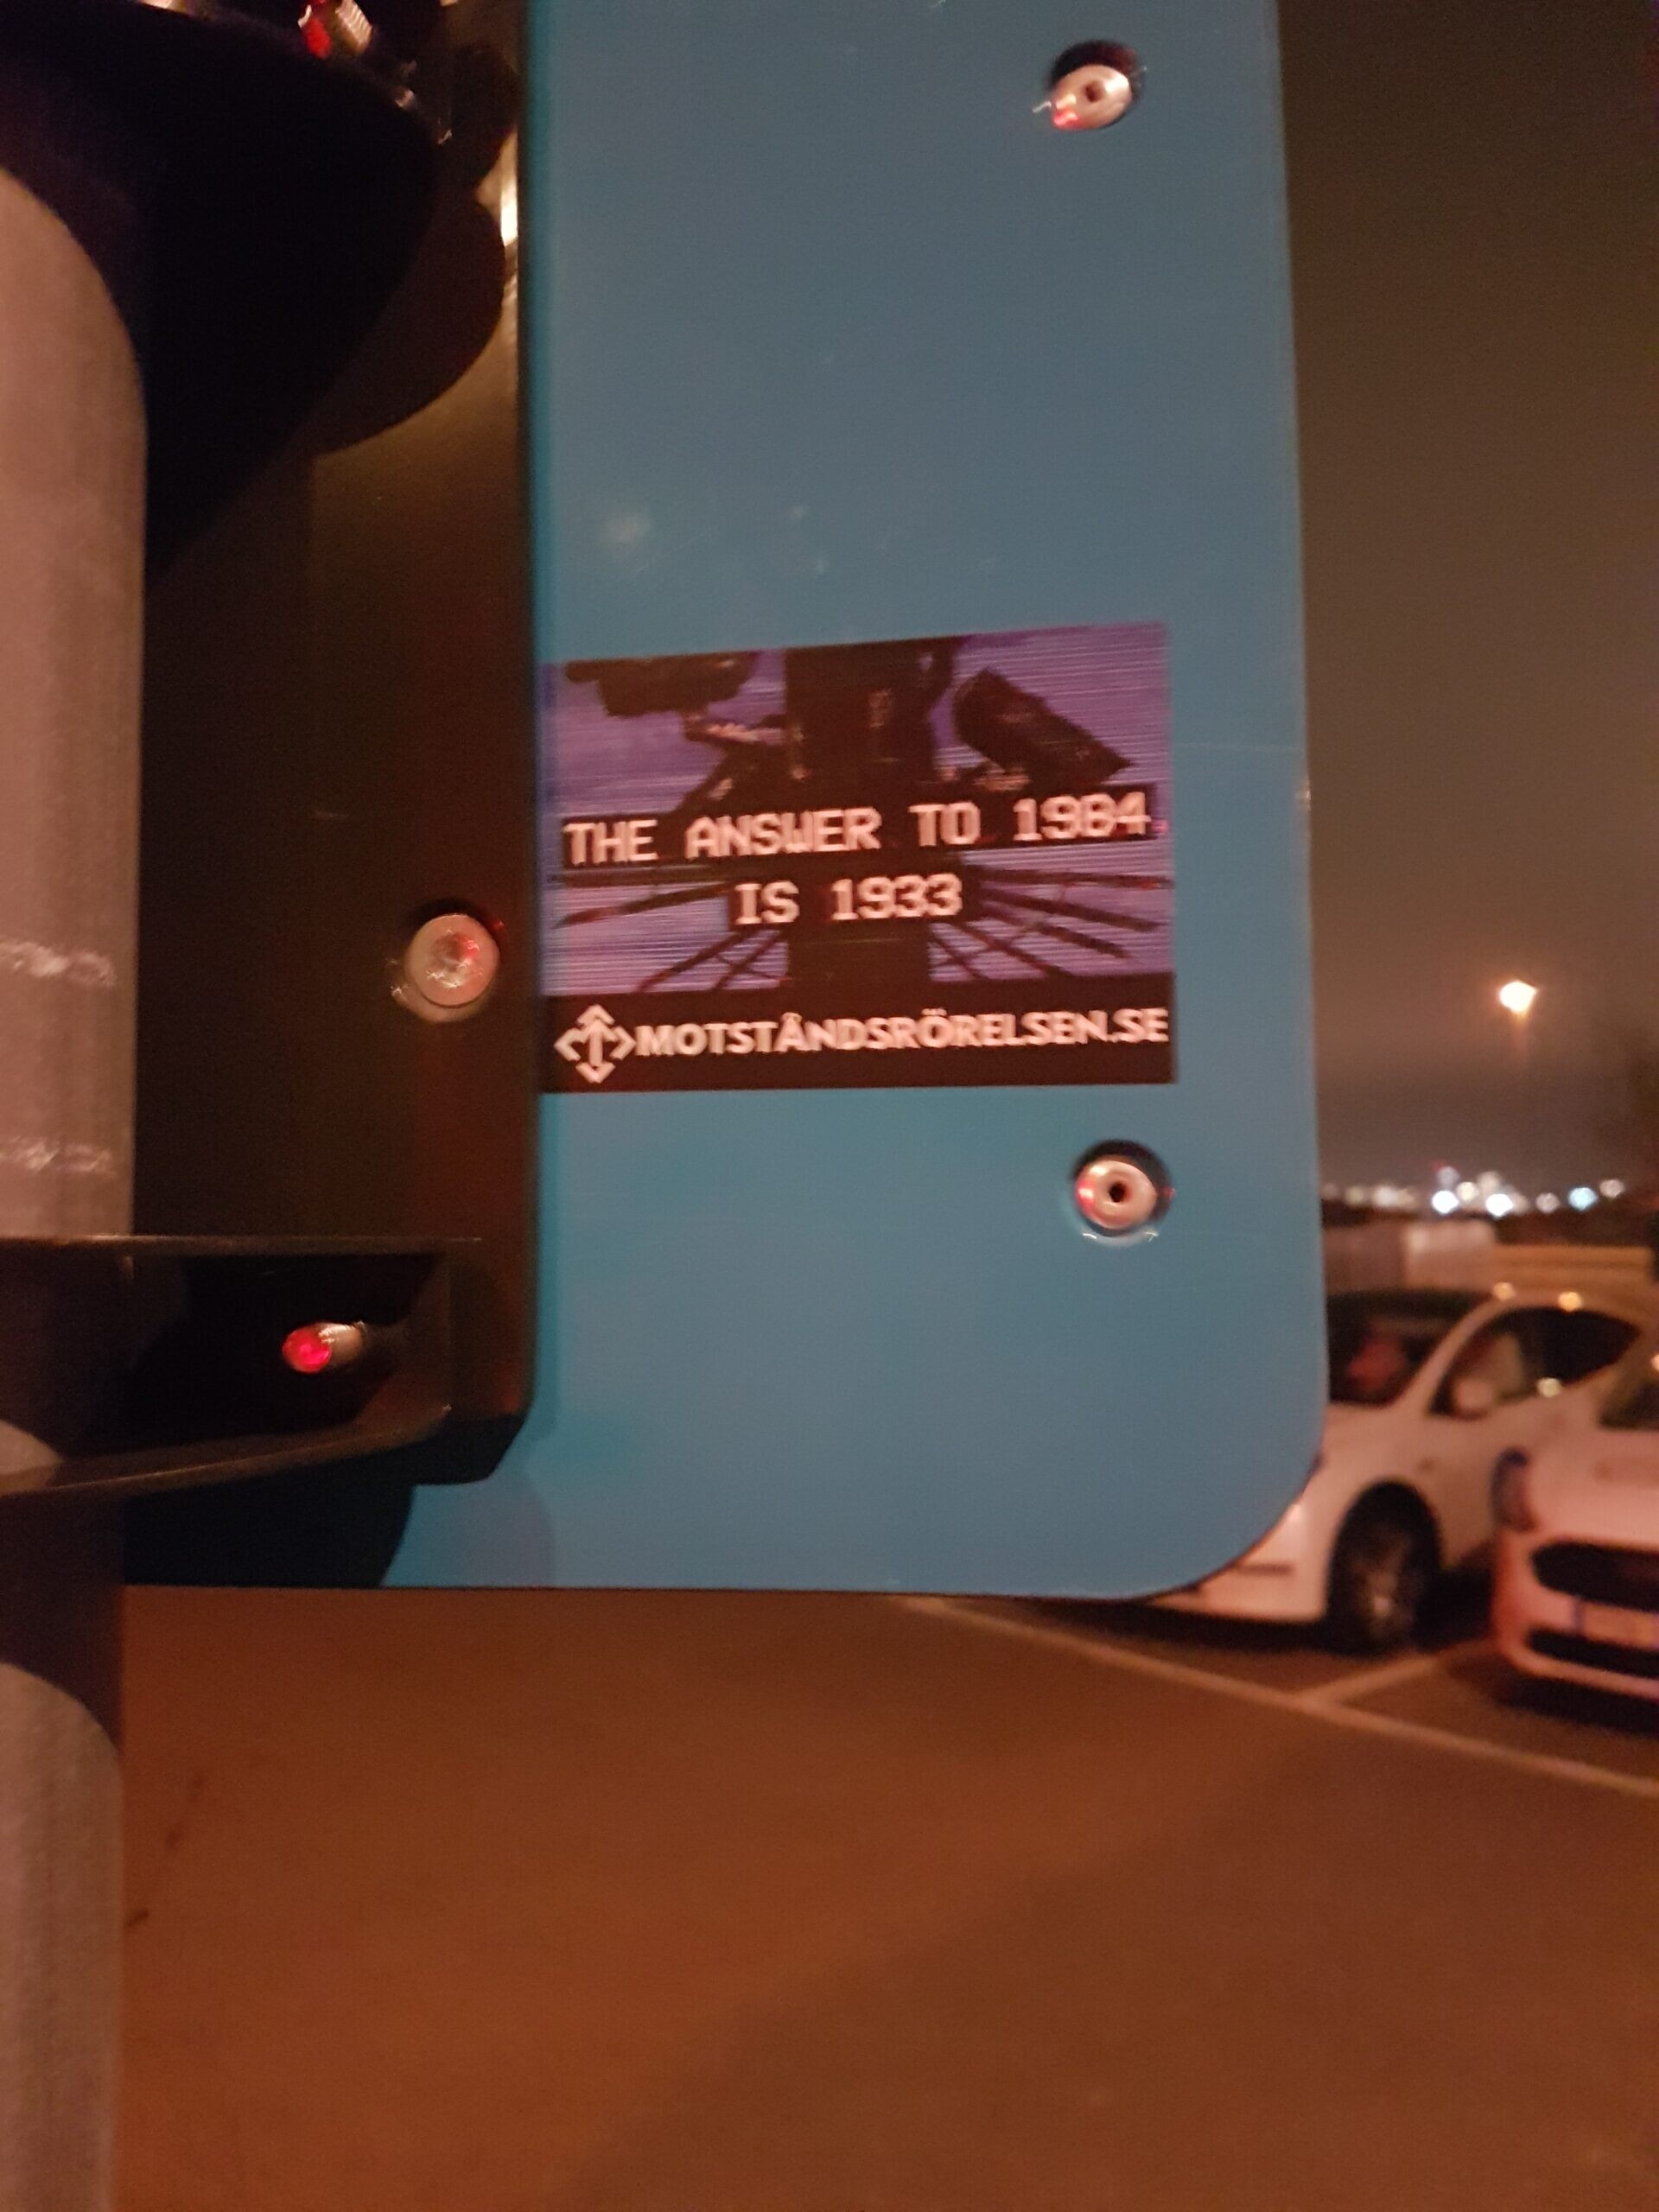 THE ANSWER TO 1984
IS 1933
MOTSTÅNDSRÖRELSEN.SE